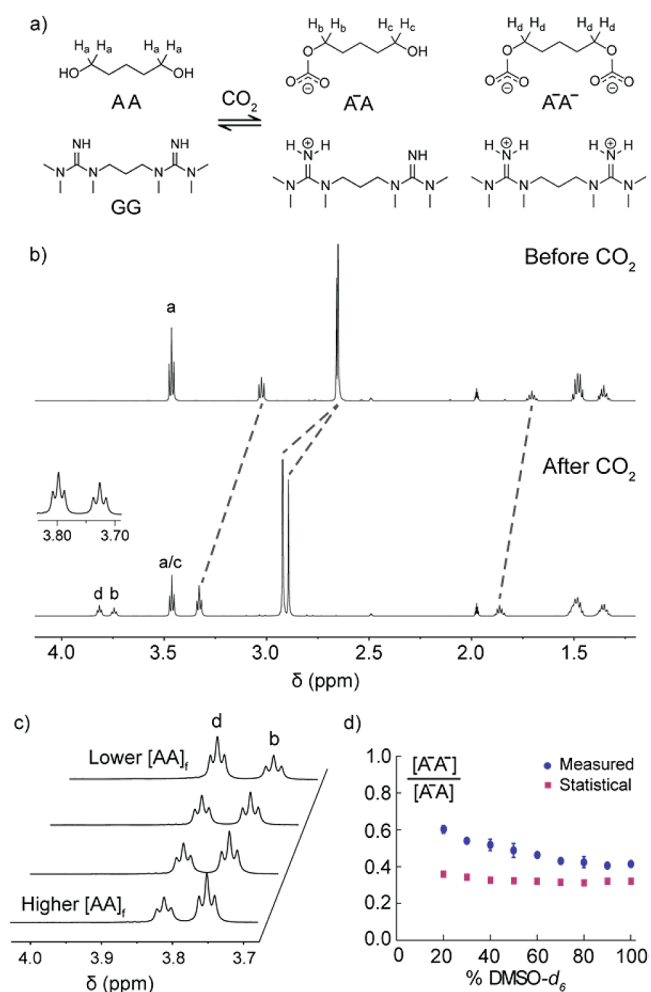 a)
Ha Ha Ha Ha
HO OH
AA
CO2
Hb Hb Hc Hc
O OH
O O
⊖
A⁻A
Hd Hd Hd Hd
O O
O O O O
⊖ ⊖
A⁻A⁻
NH NH
N N N N
GG
H N⊕ H NH
N N N N
H N⊕ H H N⊕ H
N N N N
b)
Before CO2
a
After CO2
3.80 3.70
d b a/c
4.0 3.5 3.0 2.5 2.0 1.5
δ (ppm)
c)
d b
Lower [AA]f
Higher [AA]f
4.0 3.9 3.8 3.7
δ (ppm)
d)
[A⁻A⁻]
[A⁻A]
Measured
Statistical
1.0
0.8
0.6
0.4
0.2
0.0
0 20 40 60 80 100
% DMSO-d6